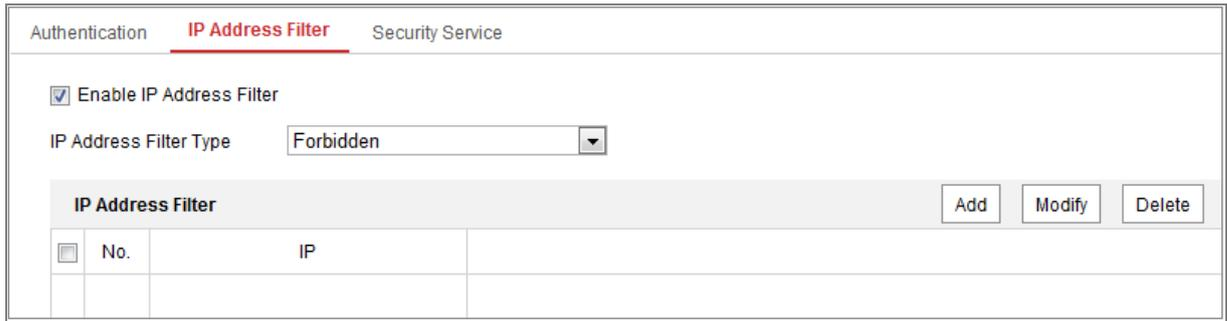 Authentication IP Address Filter Security Service
Enable IP Address Filter
IP Address Filter Type Forbidden
IP Address Filter Add Modify Delete
No. IP